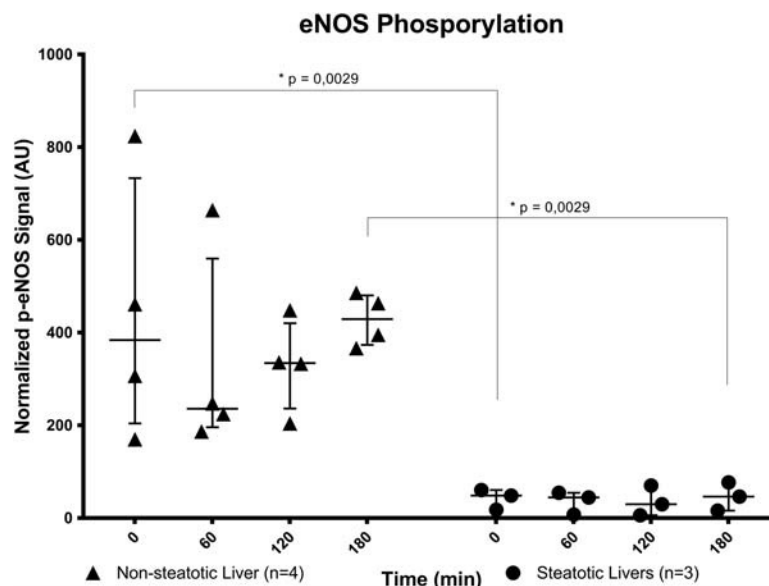 eNOS Phosporylation
Normalized p-eNOS Signal (AU)
1000
800
600
400
200
0
* p = 0,0029
* p = 0,0029
0 60 120 180 0 60 120 180
Time (min)
Non-steatotic Liver (n=4)
Steatotic Livers (n=3)